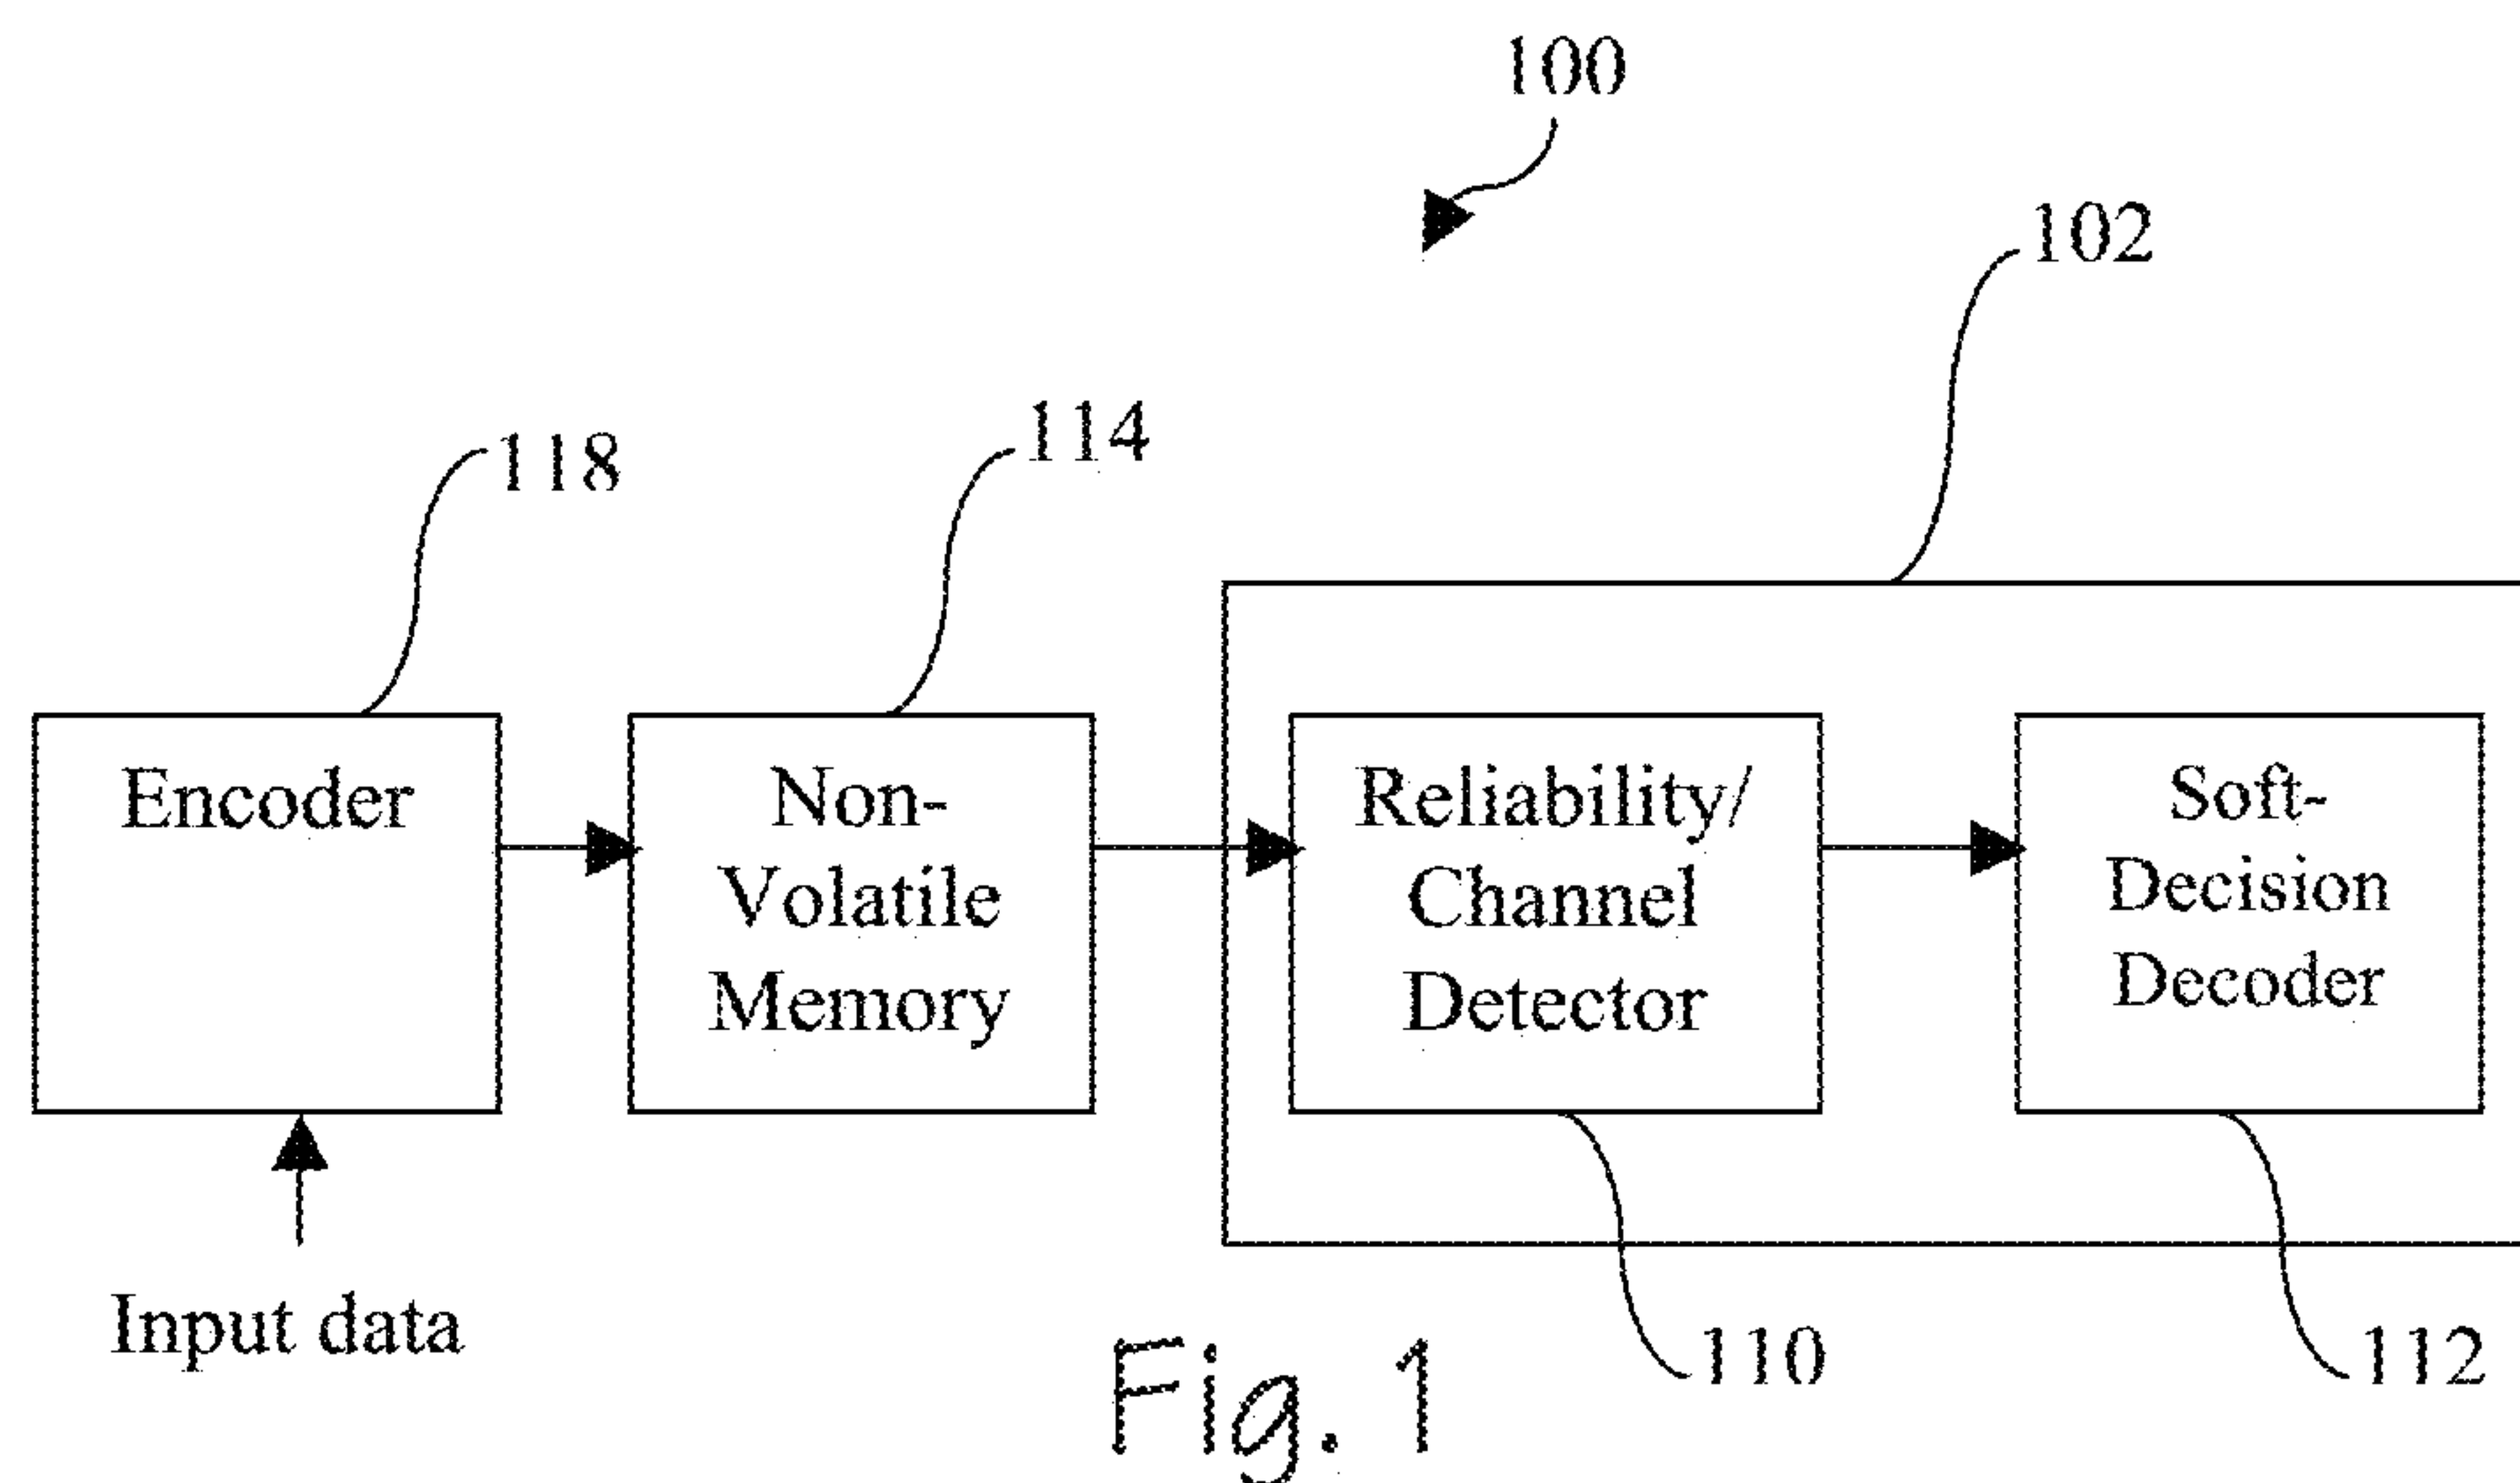 100
102
114
118
Encoder
Non-
Volatile
Memory
Reliability/
Channel
Detector
Soft-
Decision
Decoder
Input data
110
112
Fig. 1